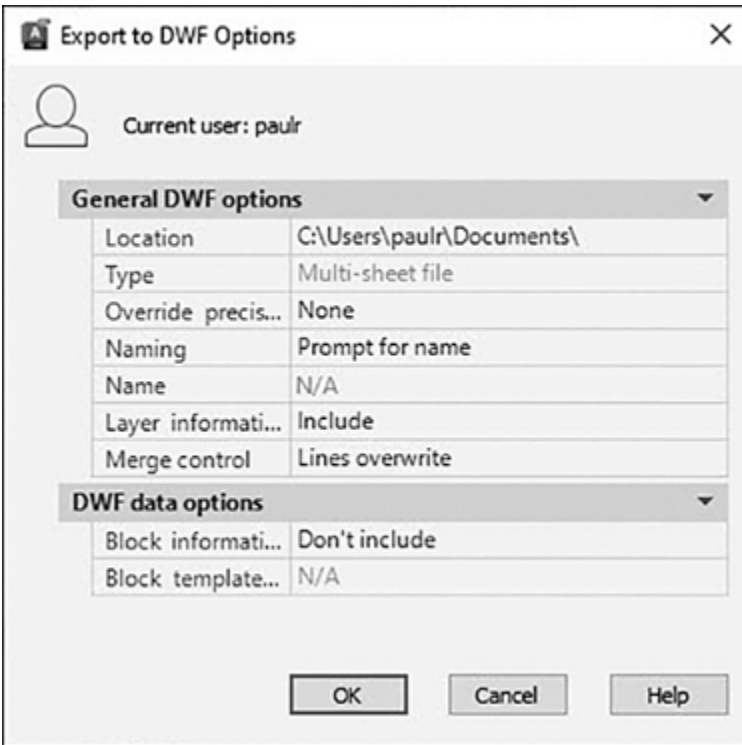 Export to DWF Options
Current user: paulr
General DWF options
Location C:\Users\paulr\Documents\
Type Multi-sheet file
Override precis... None
Naming Prompt for name
Name N/A
Layer informati... Include
Merge control Lines overwrite
DWF data options
Block informati... Don't include
Block template... N/A
OK Cancel Help